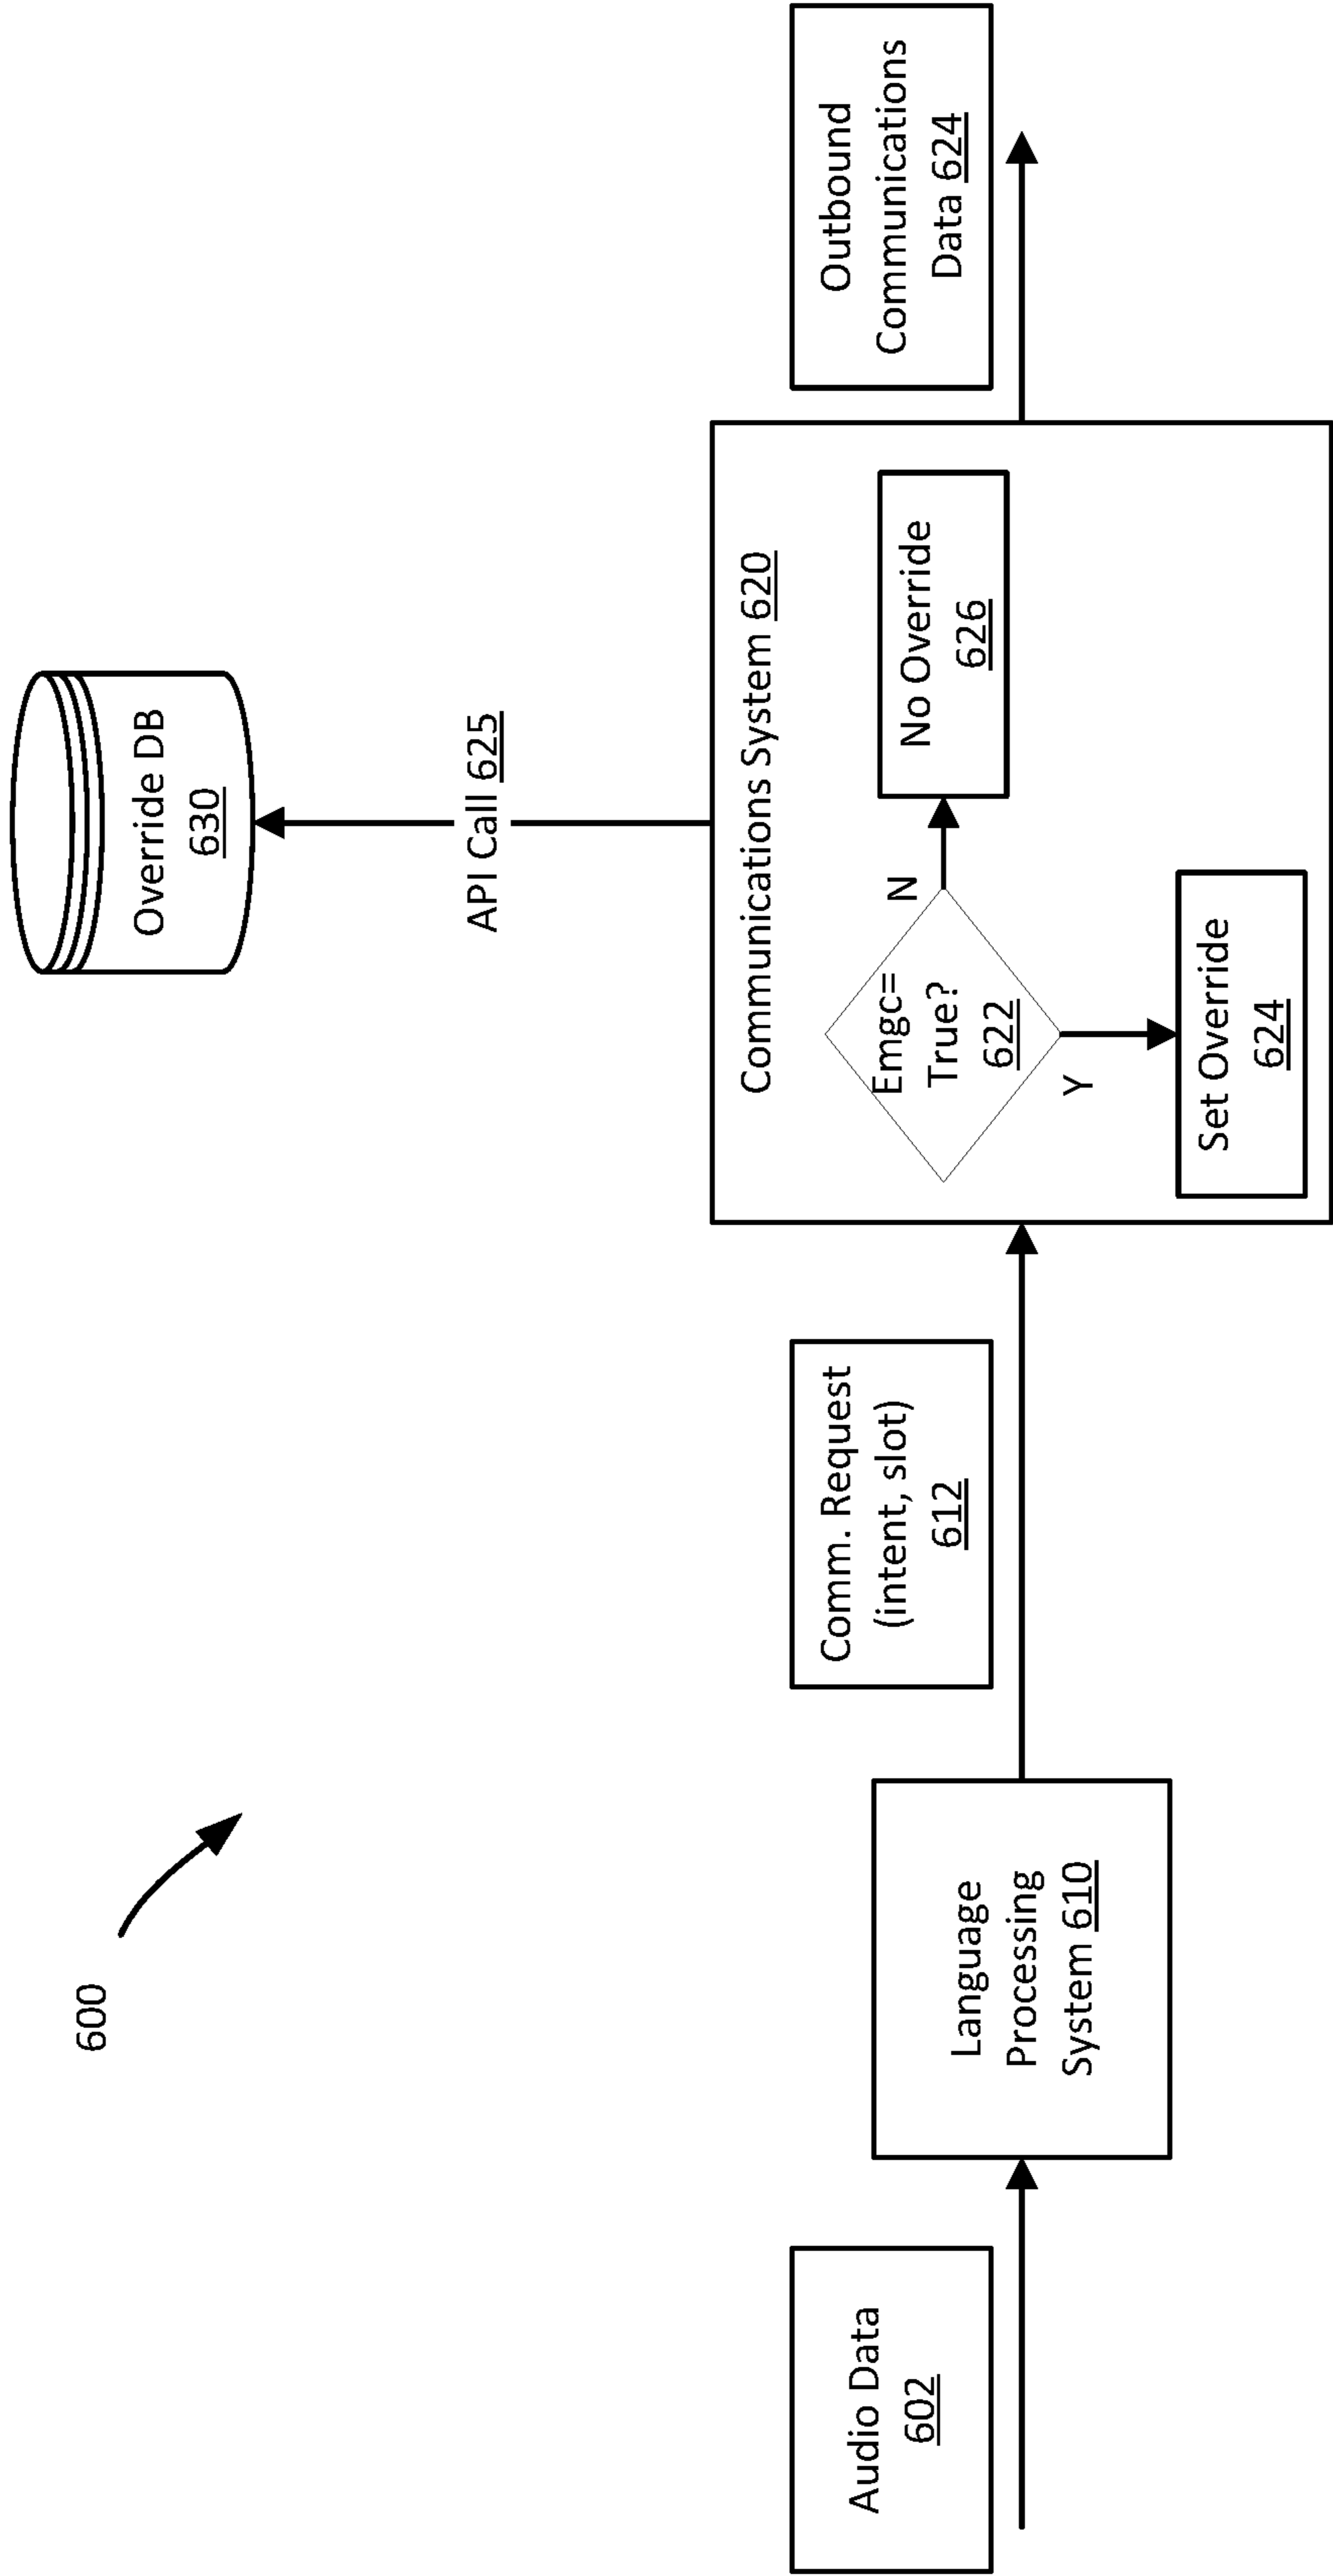 600
Override DB
630
API Call 625
Audio Data
602
Language
Processing
System 610
Comm. Request
(intent, slot)
612
Communications System 620
Emgc=
True?
622
N
Y
No Override
626
Set Override
624
Outbound
Communications
Data 624